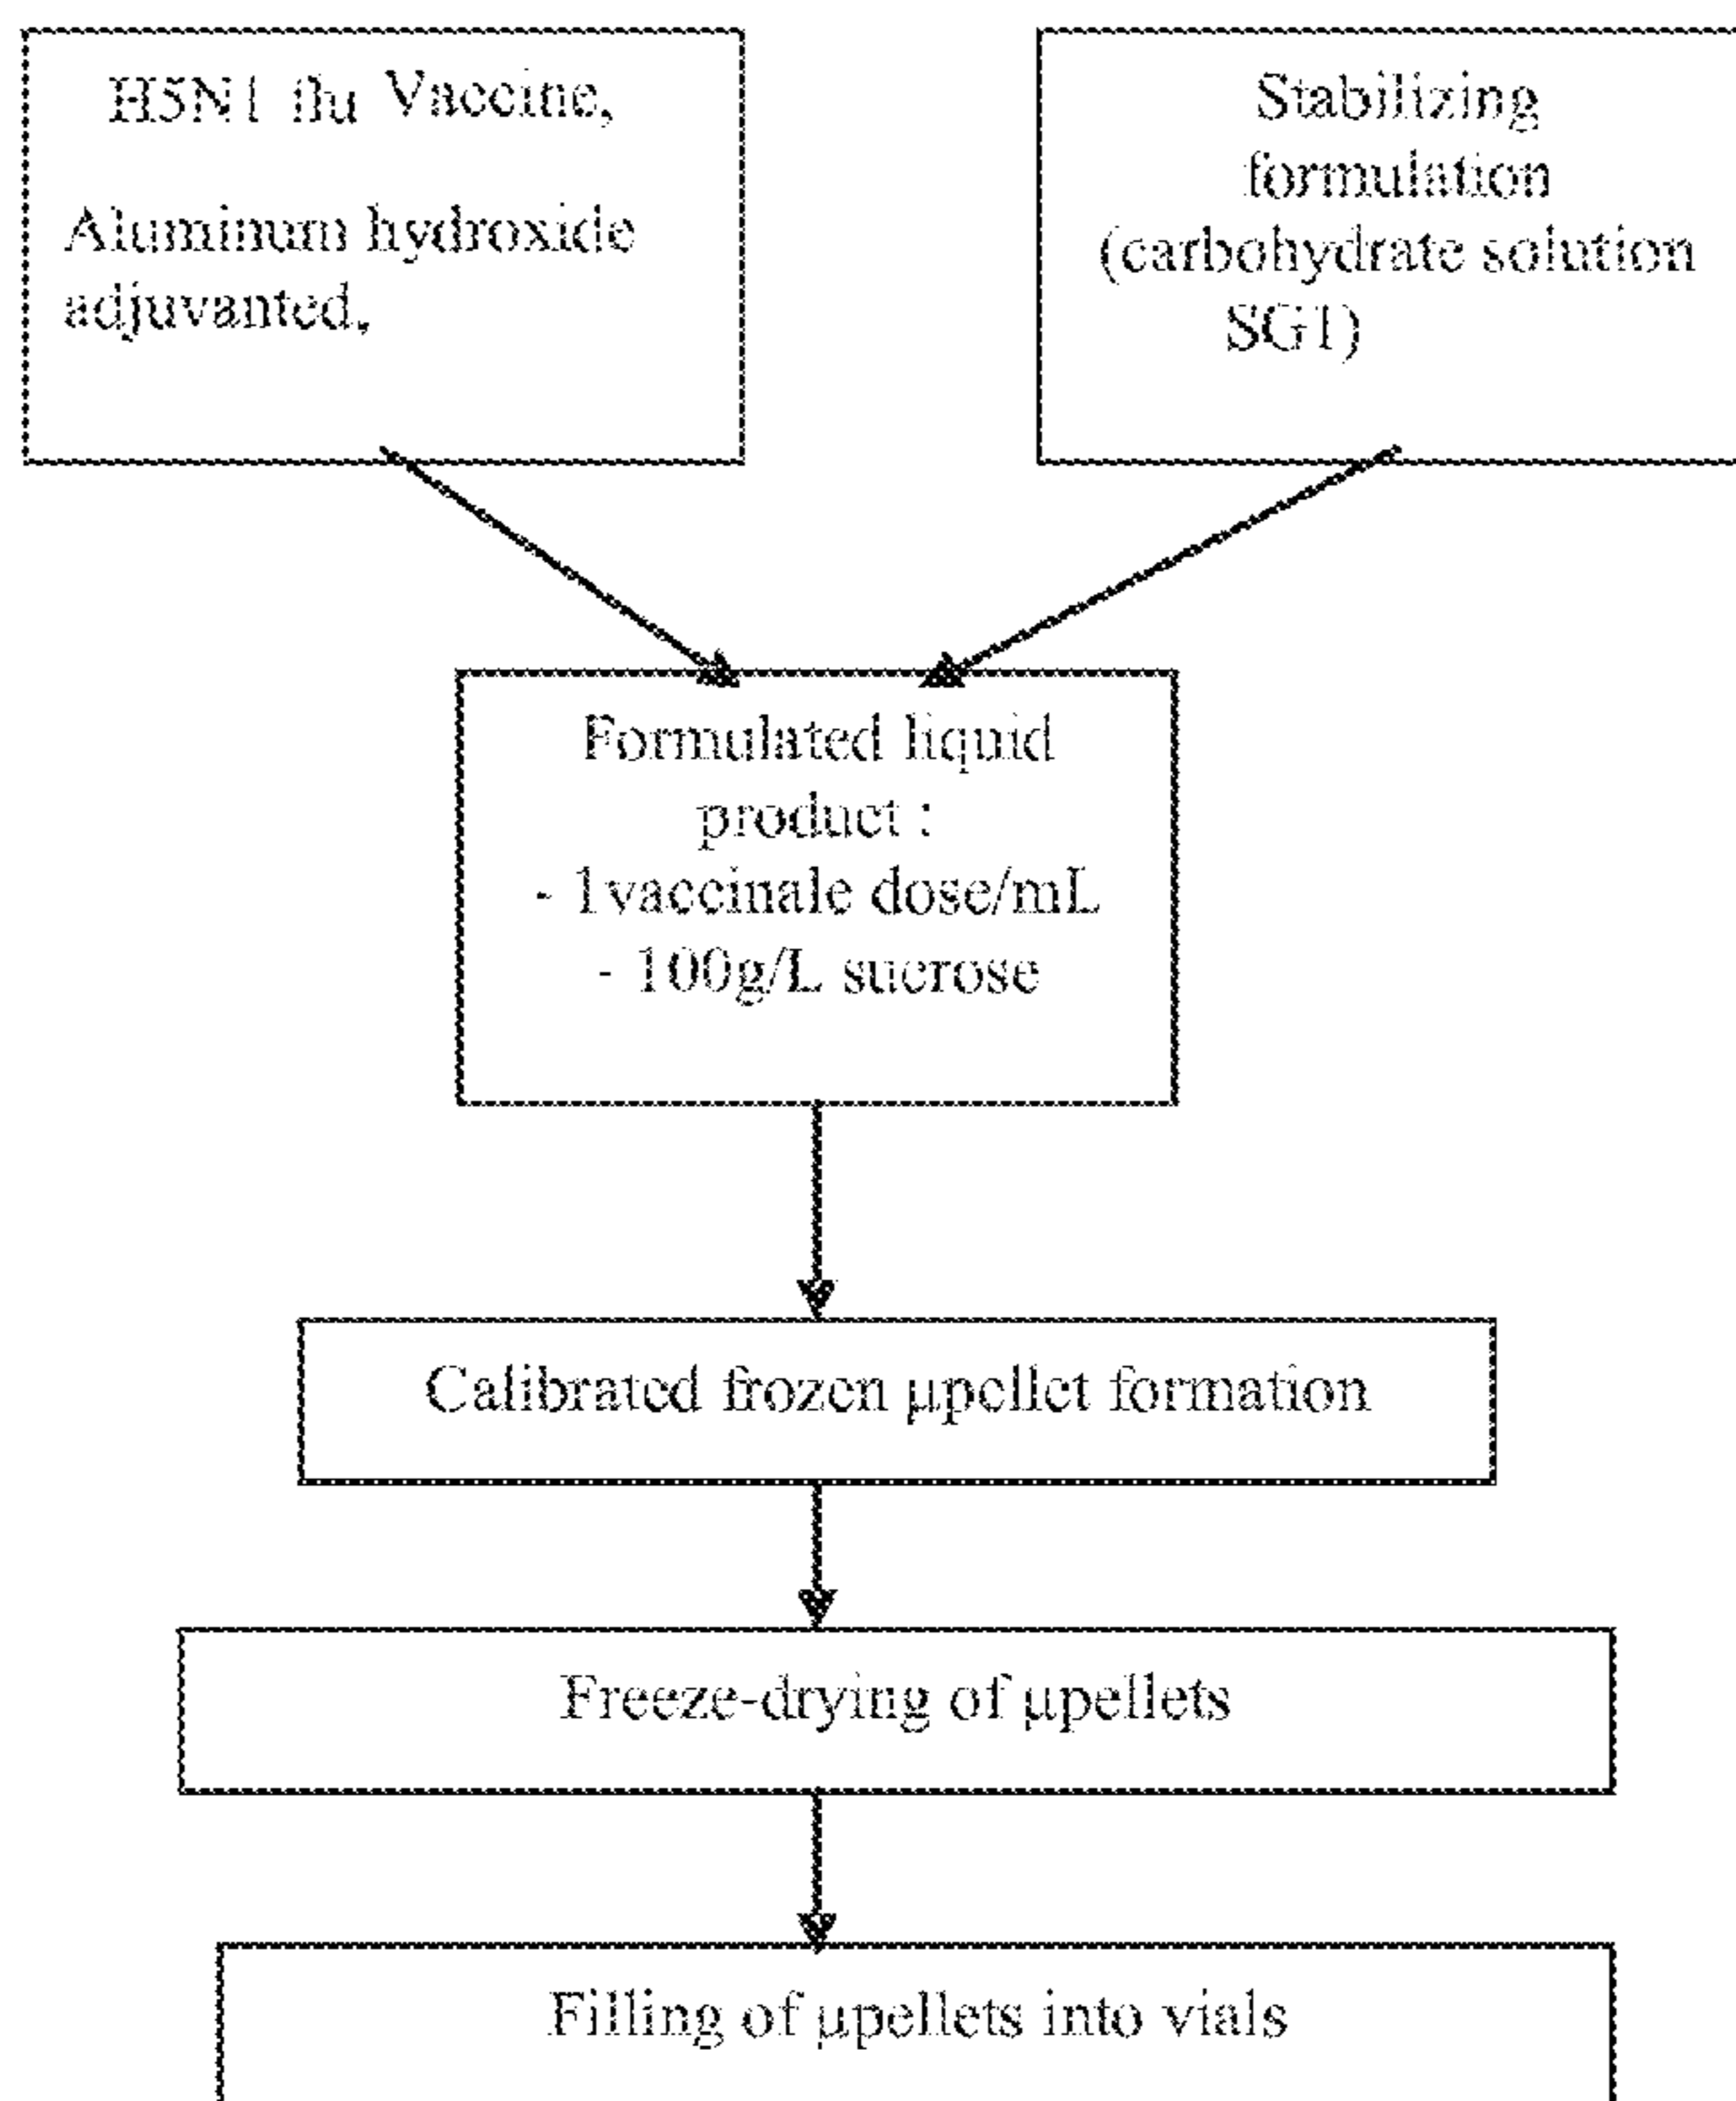 H5N1 flu Vaccine,
Aluminum hydroxide
adjuvanted,
Stabilizing
formulation
(carbohydrate solution
SG1)
Formulated liquid
product :
- 1vaccinale dose/mL
- 100g/L sucrose
Calibrated frozen µpellet formation
Freeze-drying of µpellets
Filling of µpellets into vials